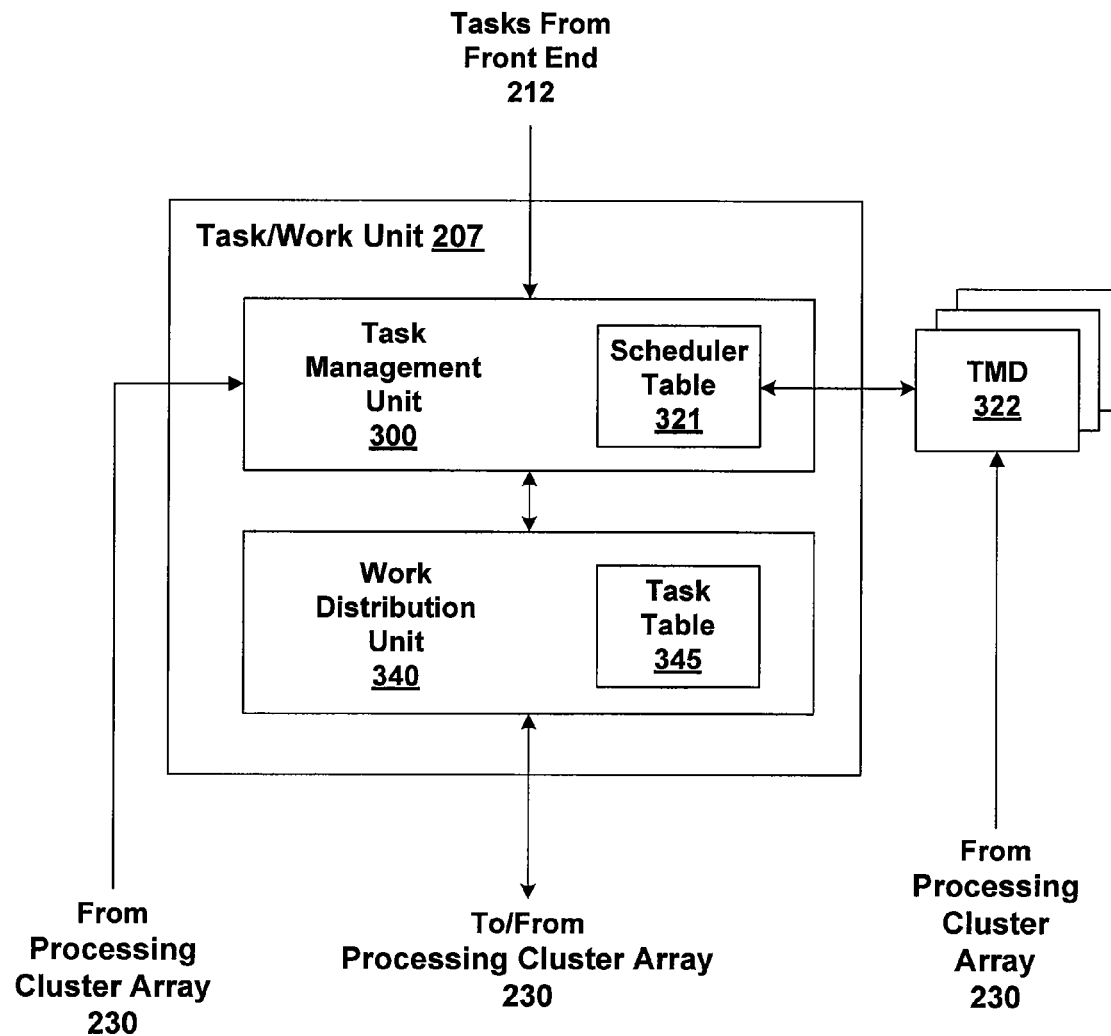 Tasks From
Front End
212
Task/Work Unit 207
Task
Management
Unit
300
Scheduler
Table
321
TMD
322
Work
Distribution
Unit
340
Task
Table
345
From
Processing
Cluster Array
230
To/From
Processing Cluster Array
230
From
Processing
Cluster
Array
230